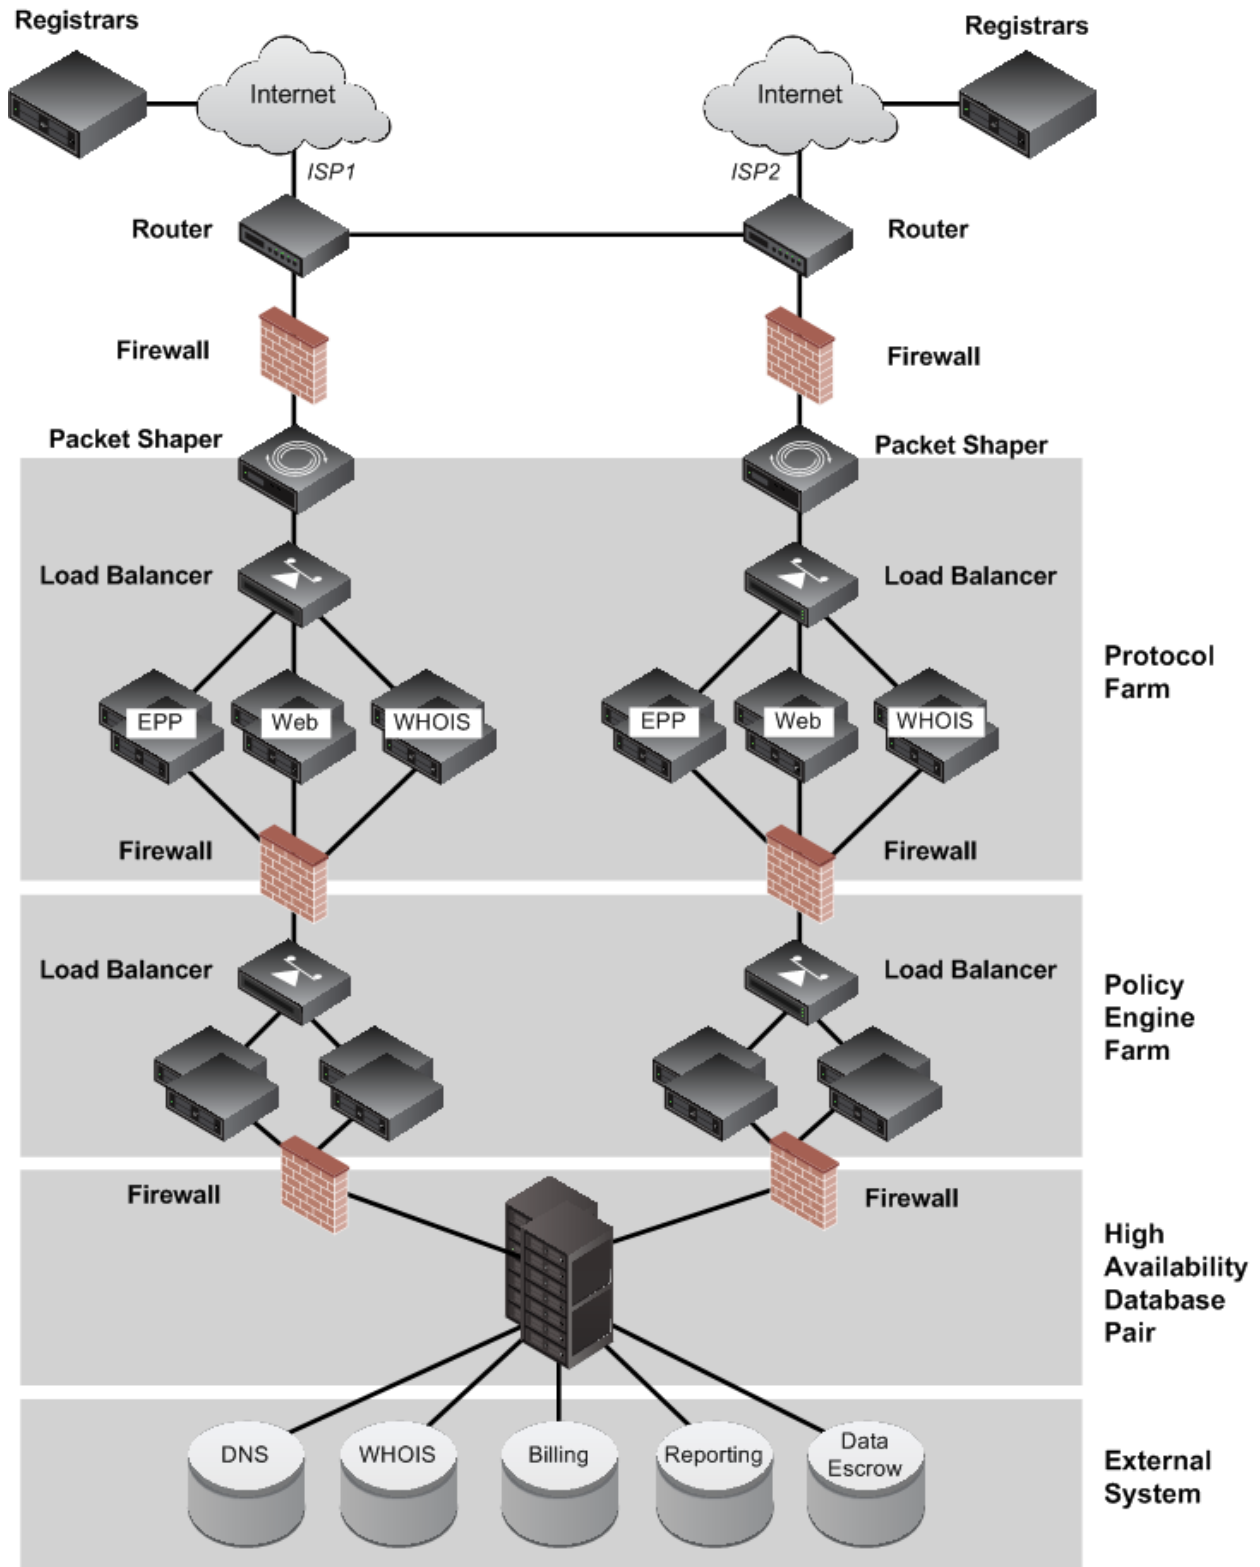 Registrars
Registrars
Internet
Internet
ISP1
ISP2
Router
Router
Firewall
Firewall
Packet Shaper
Packet Shaper
Load Balancer
Load Balancer
Protocol
Farm
EPP
Web
WHOIS
EPP
Web
WHOIS
Firewall
Firewall
Load Balancer
Load Balancer
Policy
Engine
Farm
Firewall
Firewall
High
Availability
Database
Pair
DNS
WHOIS
Billing
Reporting
Data
Escrow
External
System